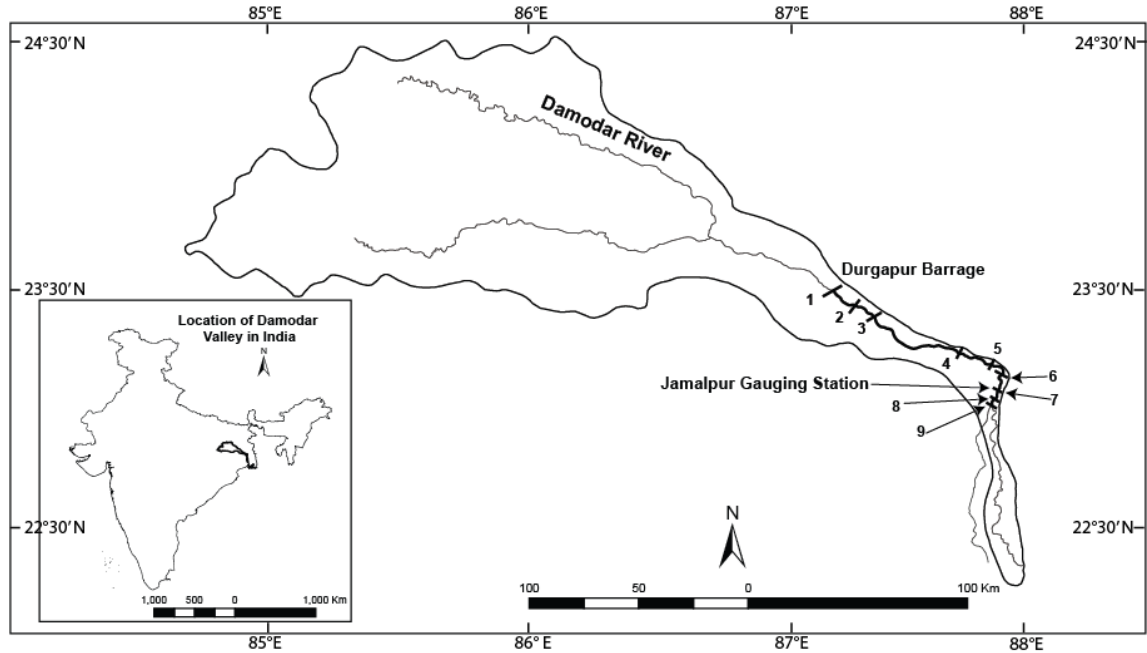 85°E 86°E 87°E 88°E
24°30'N 24°30'N
Damodar River
Durgapur Barrage
23°30'N 23°30'N
1
2
3
4
5
6
7
8
9
Jamalpur Gauging Station
Location of Damodar
Valley in India
N
1,000 500 0 1,000 Km
22°30'N 22°30'N
N
100 50 0 100 Km
85°E 86°E 87°E 88°E